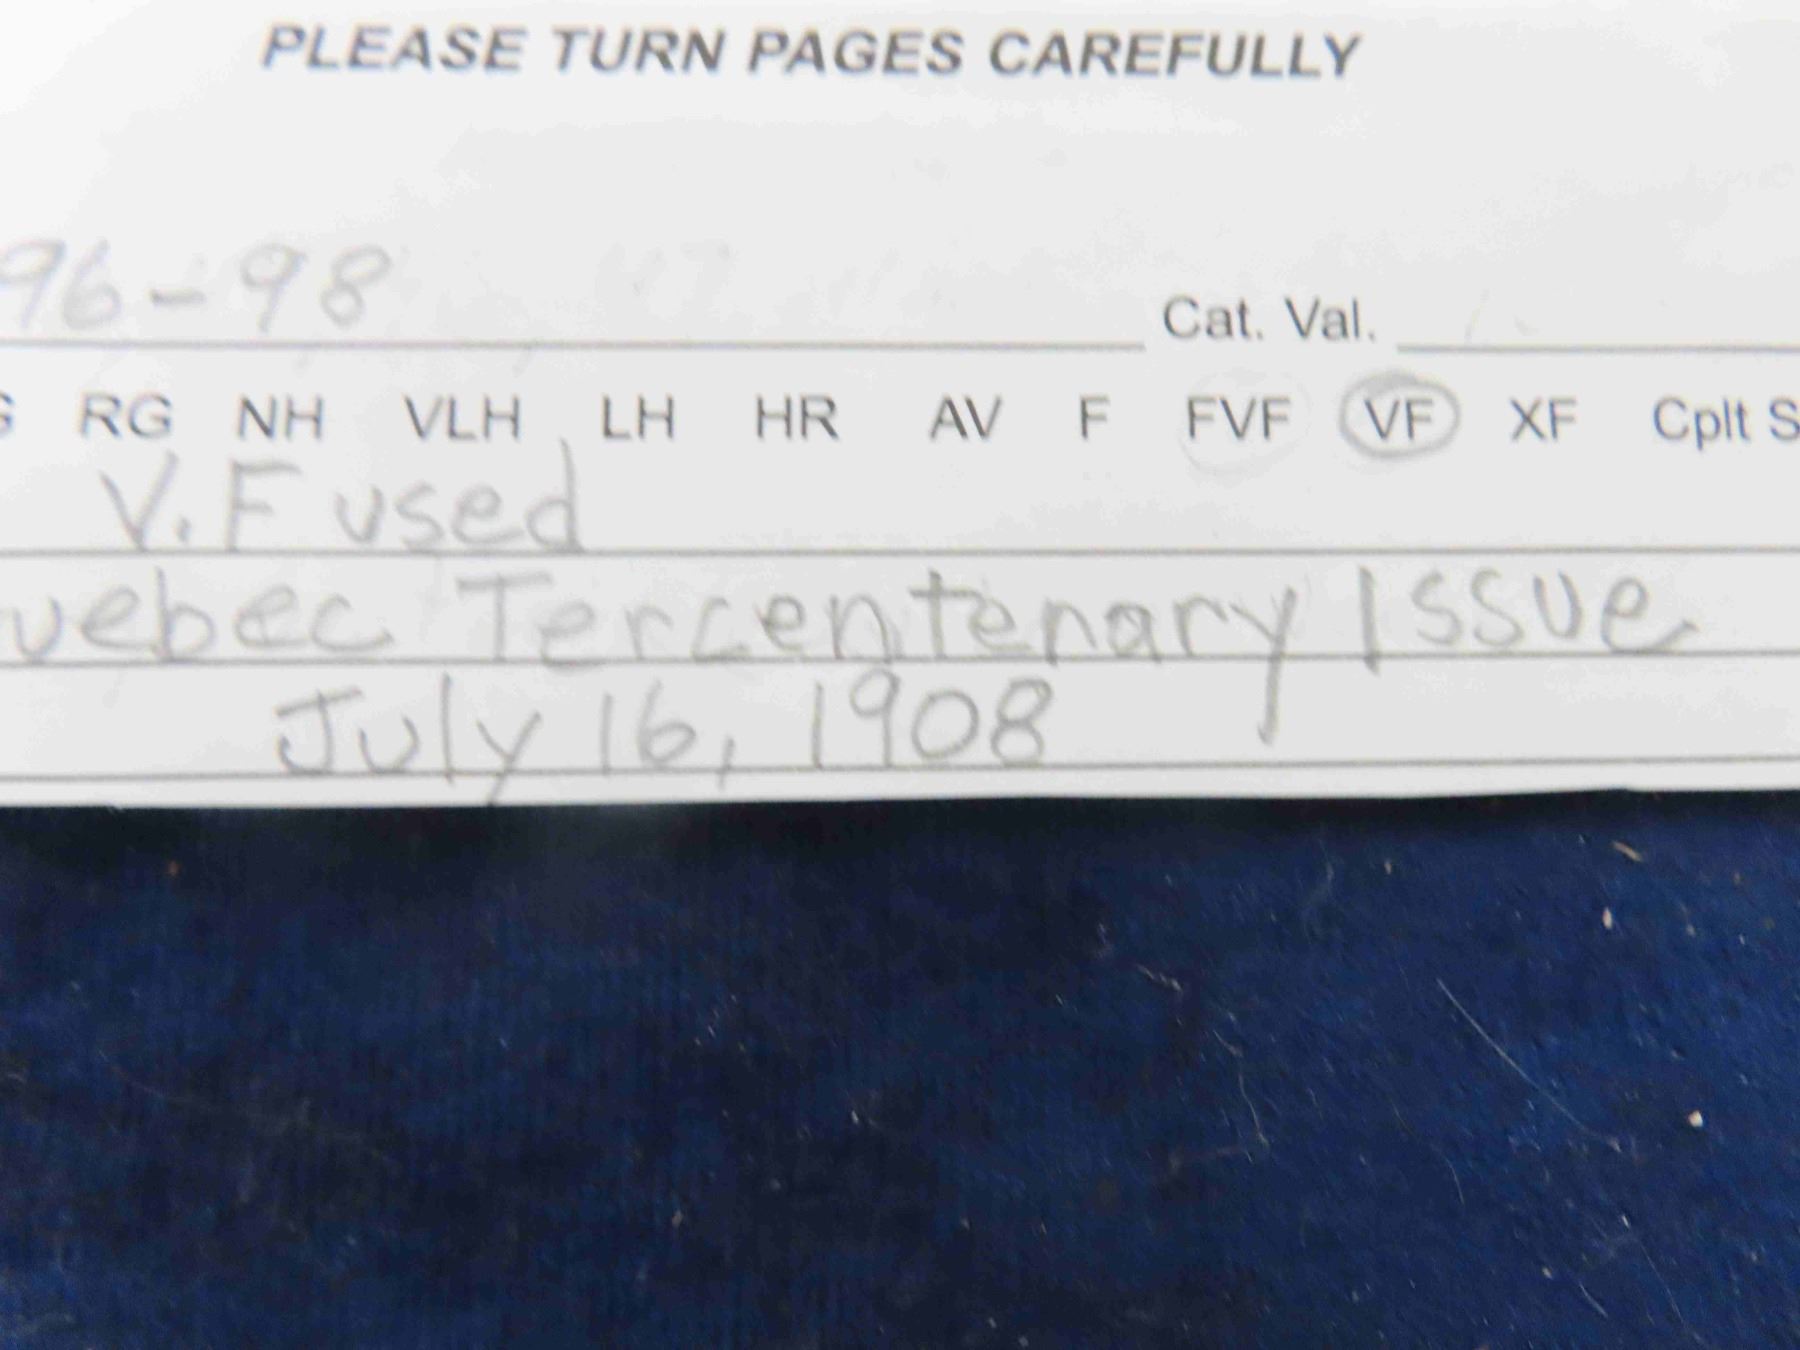 PLEASE TURN PAGES CAREFULLY
96-98
Cat. Val.
G RG NH VLH LH HR AV F FVF VF XF Cplt S
V.F used
uebec Tercentenary Issue
July 16, 1908